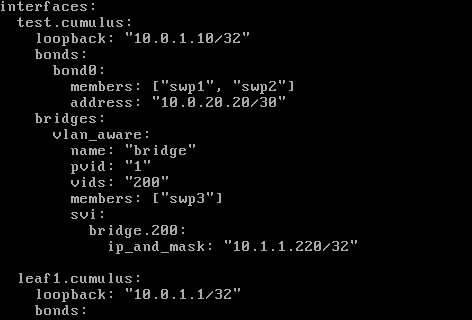 interfaces:
  test.cumulus:
    loopback: "10.0.1.10/32"
    bonds:
      bond0:
        members: ["swp1", "swp2"]
        address: "10.0.20.20/30"
    bridges:
      vlan_aware:
        name: "bridge"
        pvid: "1"
        vids: "200"
        members: ["swp3"]
        svi:
          bridge.200:
            ip_and_mask: "10.1.1.220/32"

  leaf1.cumulus:
    loopback: "10.0.1.1/32"
    bonds: